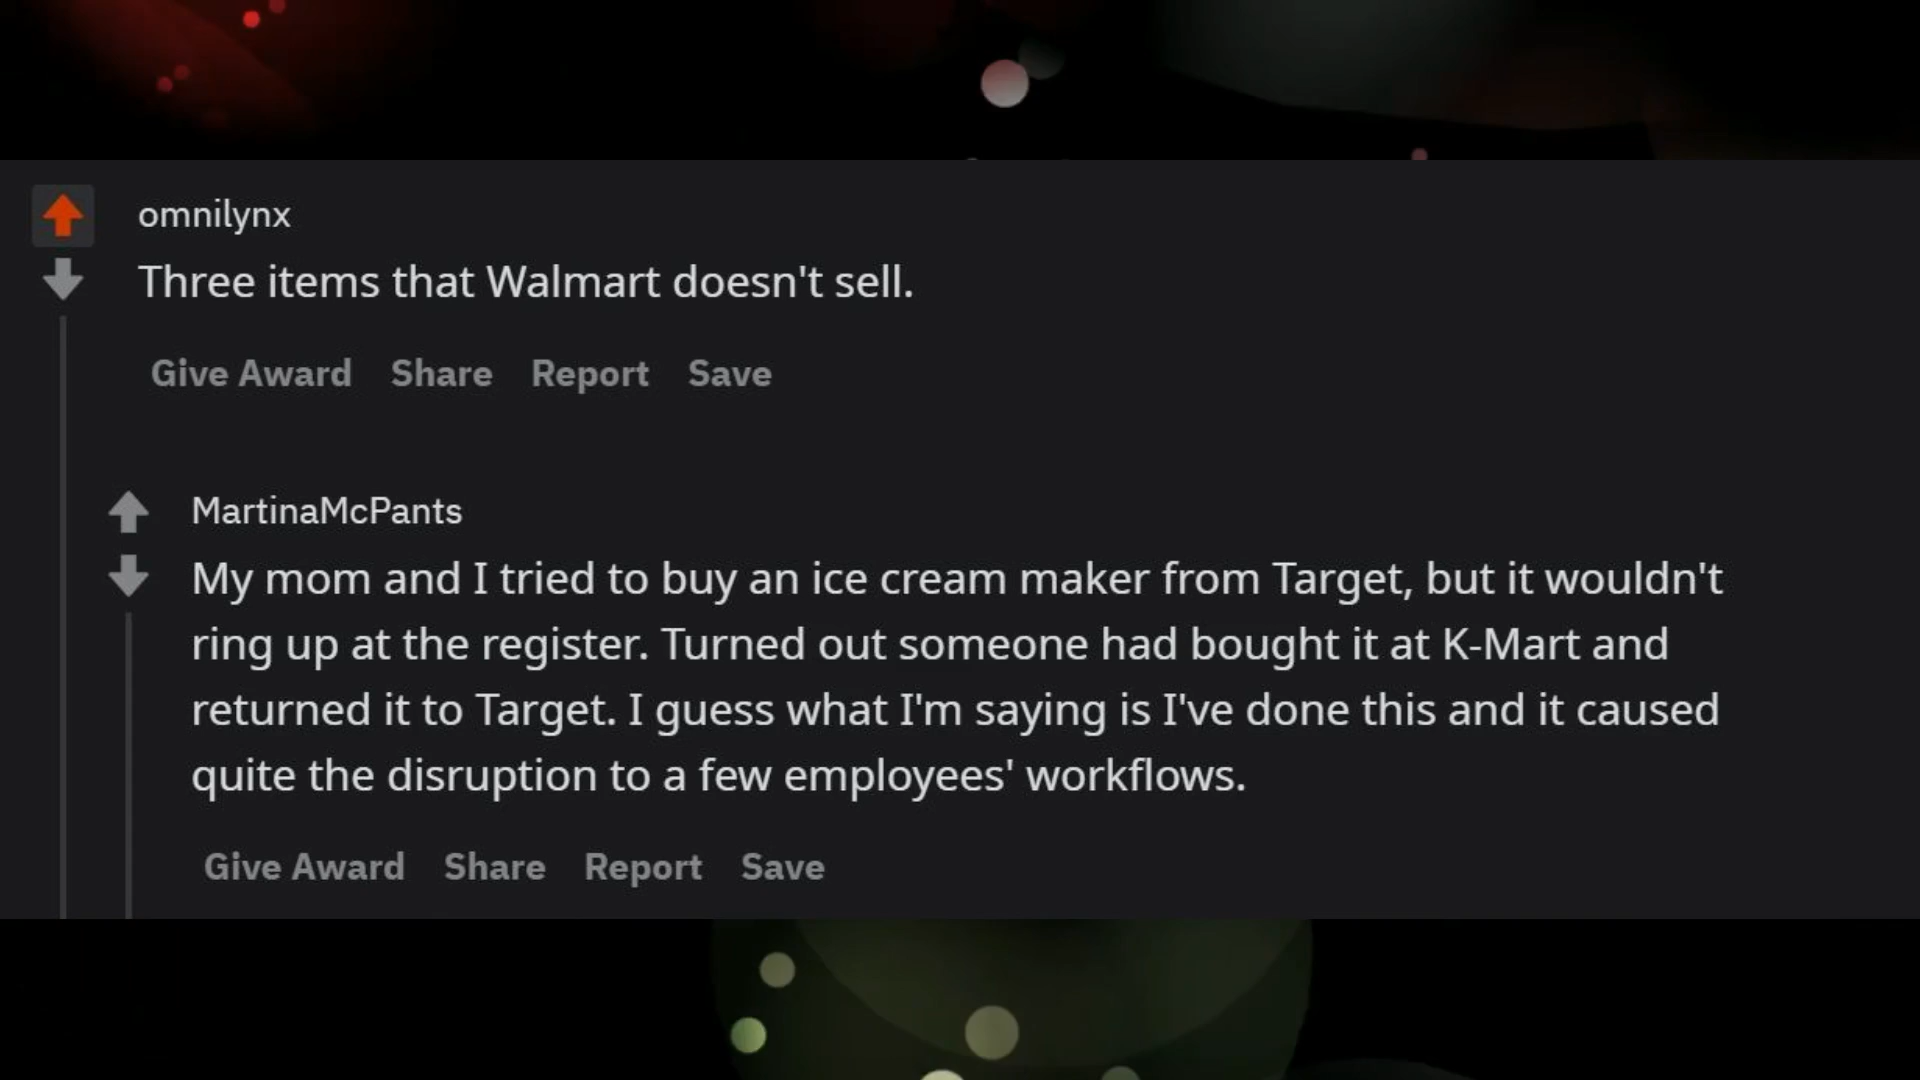 omnilynx
Three items that Walmart doesn't sell.
Give Award Share Report Save
MartinaMcPants
My mom and I tried to buy an ice cream maker from Target, but it wouldn't
ring up at the register. Turned out someone had bought it at K-Mart and
returned it to Target. I guess what I'm saying is I've done this and it caused
quite the disruption to a few employees' workflows.
Give Award Share Report Save